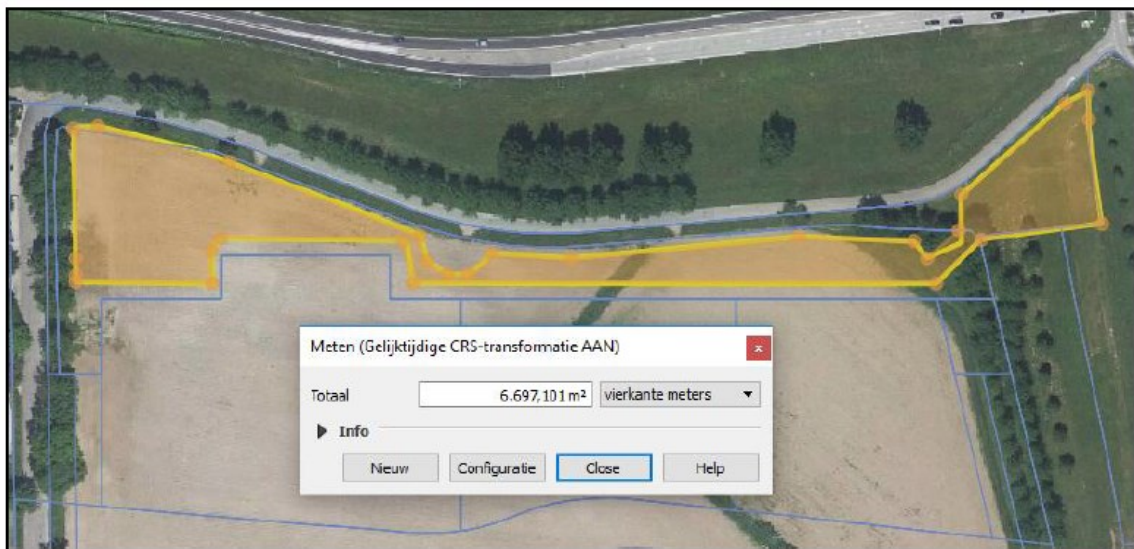 Meten (Gelijktijdige CRS-transformatie AAN)
x
Totaal 6.697,101 m² vierkante meters
Info
Nieuw Configuratie Close Help